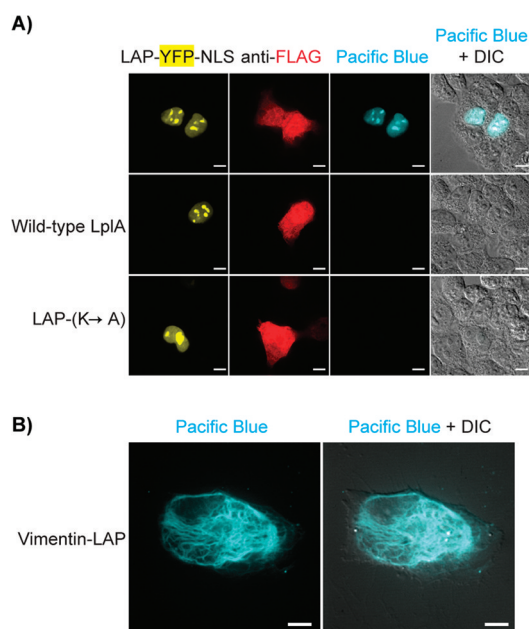 A)
Pacific Blue
LAP-YFP-NLS anti-FLAG Pacific Blue + DIC
Wild-type LplA
LAP-(K→ A)
B)
Pacific Blue Pacific Blue + DIC
Vimentin-LAP